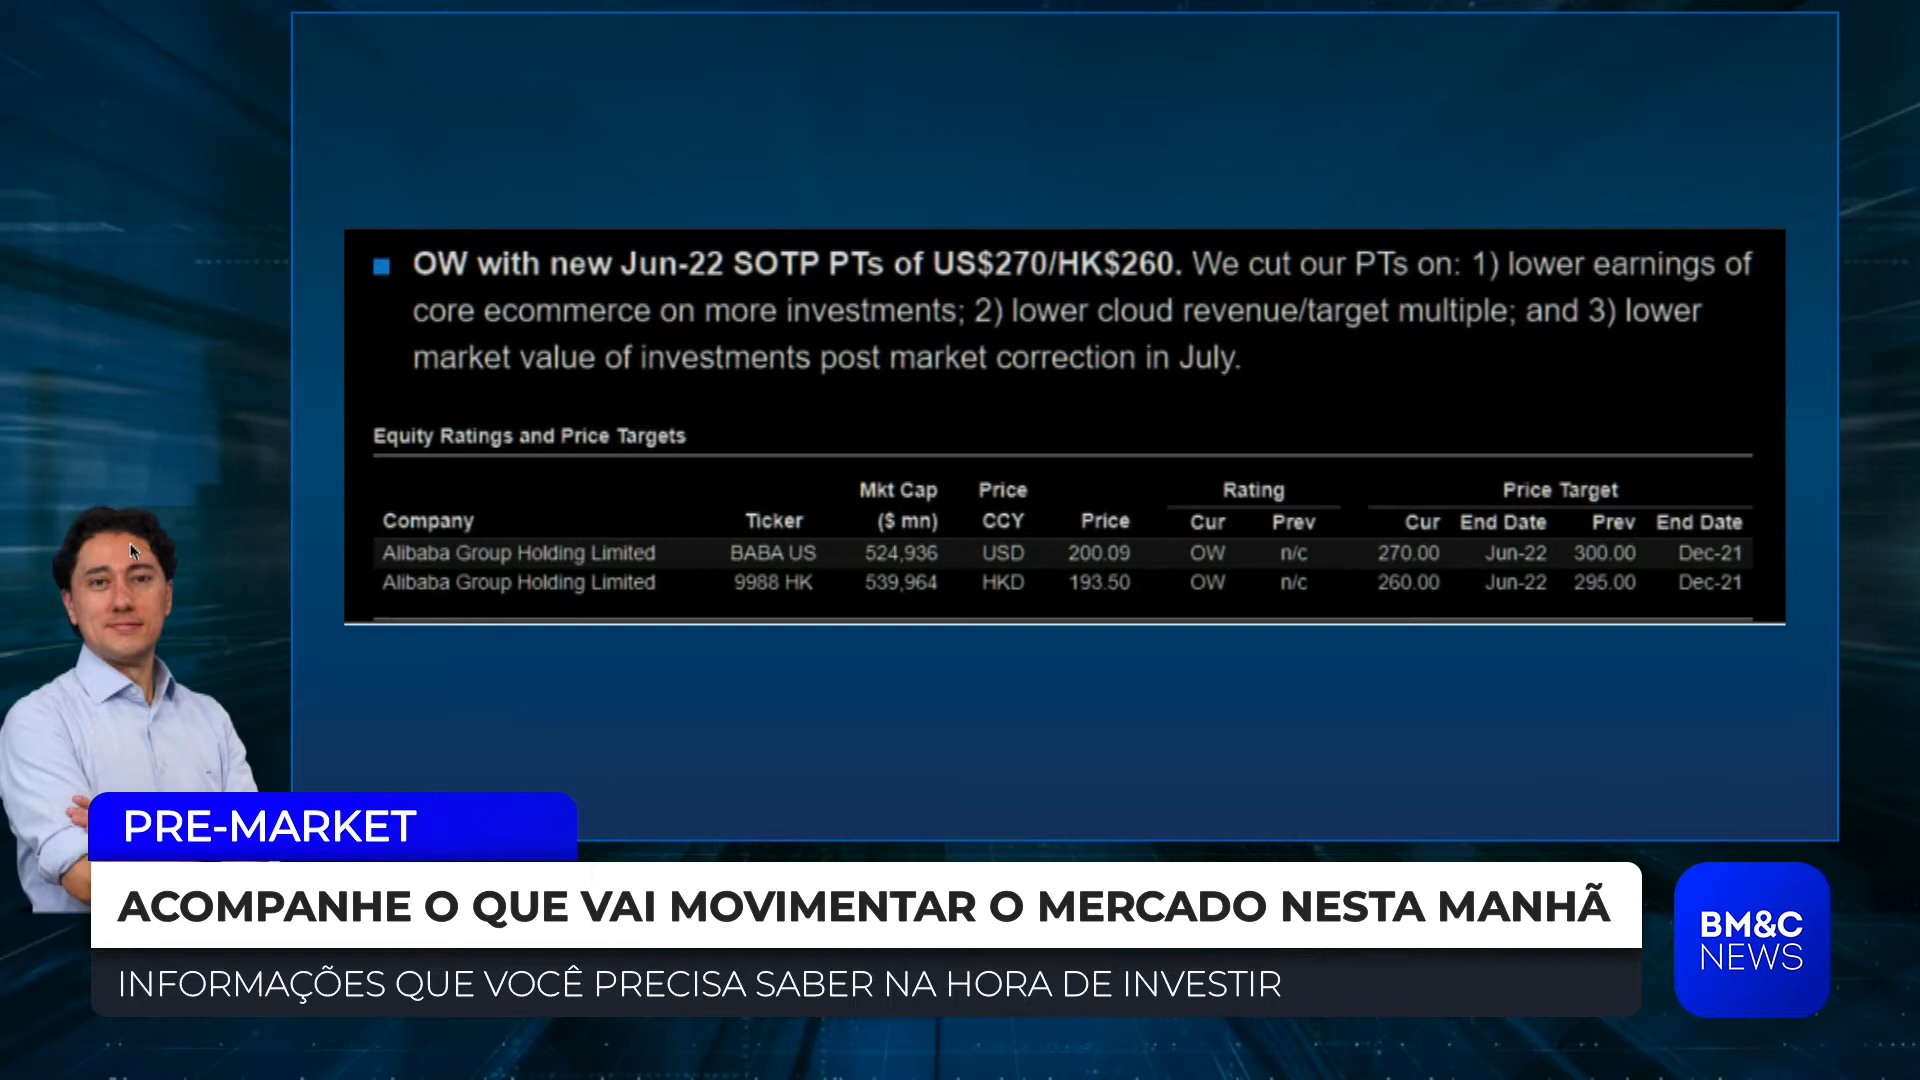 OW with new Jun-22 SOTP PTs of US$270/HK$260. We cut our PTs on: 1) lower earnings of
core ecommerce on more investments; 2) lower cloud revenue/target multiple; and 3) lower
market value of investments post market correction in July.
Equity Ratings and Price Targets
Mkt Cap Price Rating Price Target
Company Ticker ($ mn) CCY Price Cur Prev Cur End Date Prev End Date
Alibaba Group Holding Limited BABA US 524,936 USD 200.09 OW n/c 270.00 Jun-22 300.00 Dec-21
Alibaba Group Holding Limited 9988 HK 539,964 HKD 193.50 OW n/c 260.00 Jun-22 295.00 Dec-21
PRE-MARKET
ACOMPANHE O QUE VAI MOVIMENTAR O MERCADO NESTA MANHÃ
INFORMAÇÕES QUE VOCÊ PRECISA SABER NA HORA DE INVESTIR
BM&C
NEWS